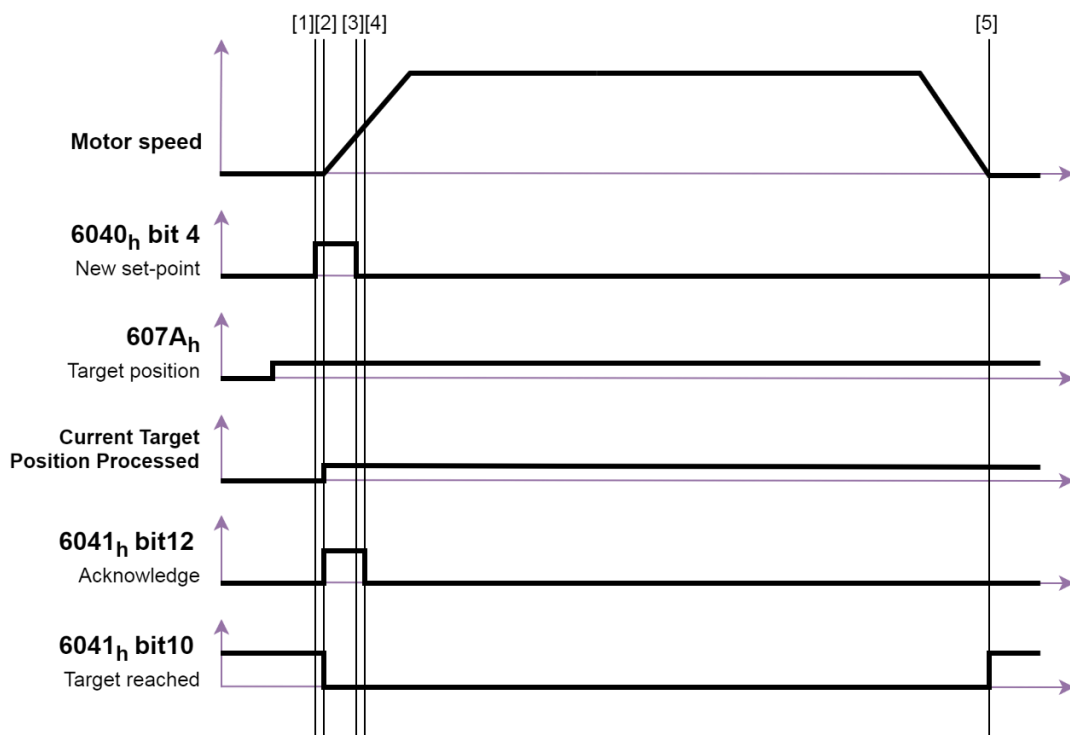 [1][2] [3][4] [5]
Motor speed
6040h bit 4
New set-point
607Ah
Target position
Current Target
Position Processed
6041h bit12
Acknowledge
6041h bit10
Target reached